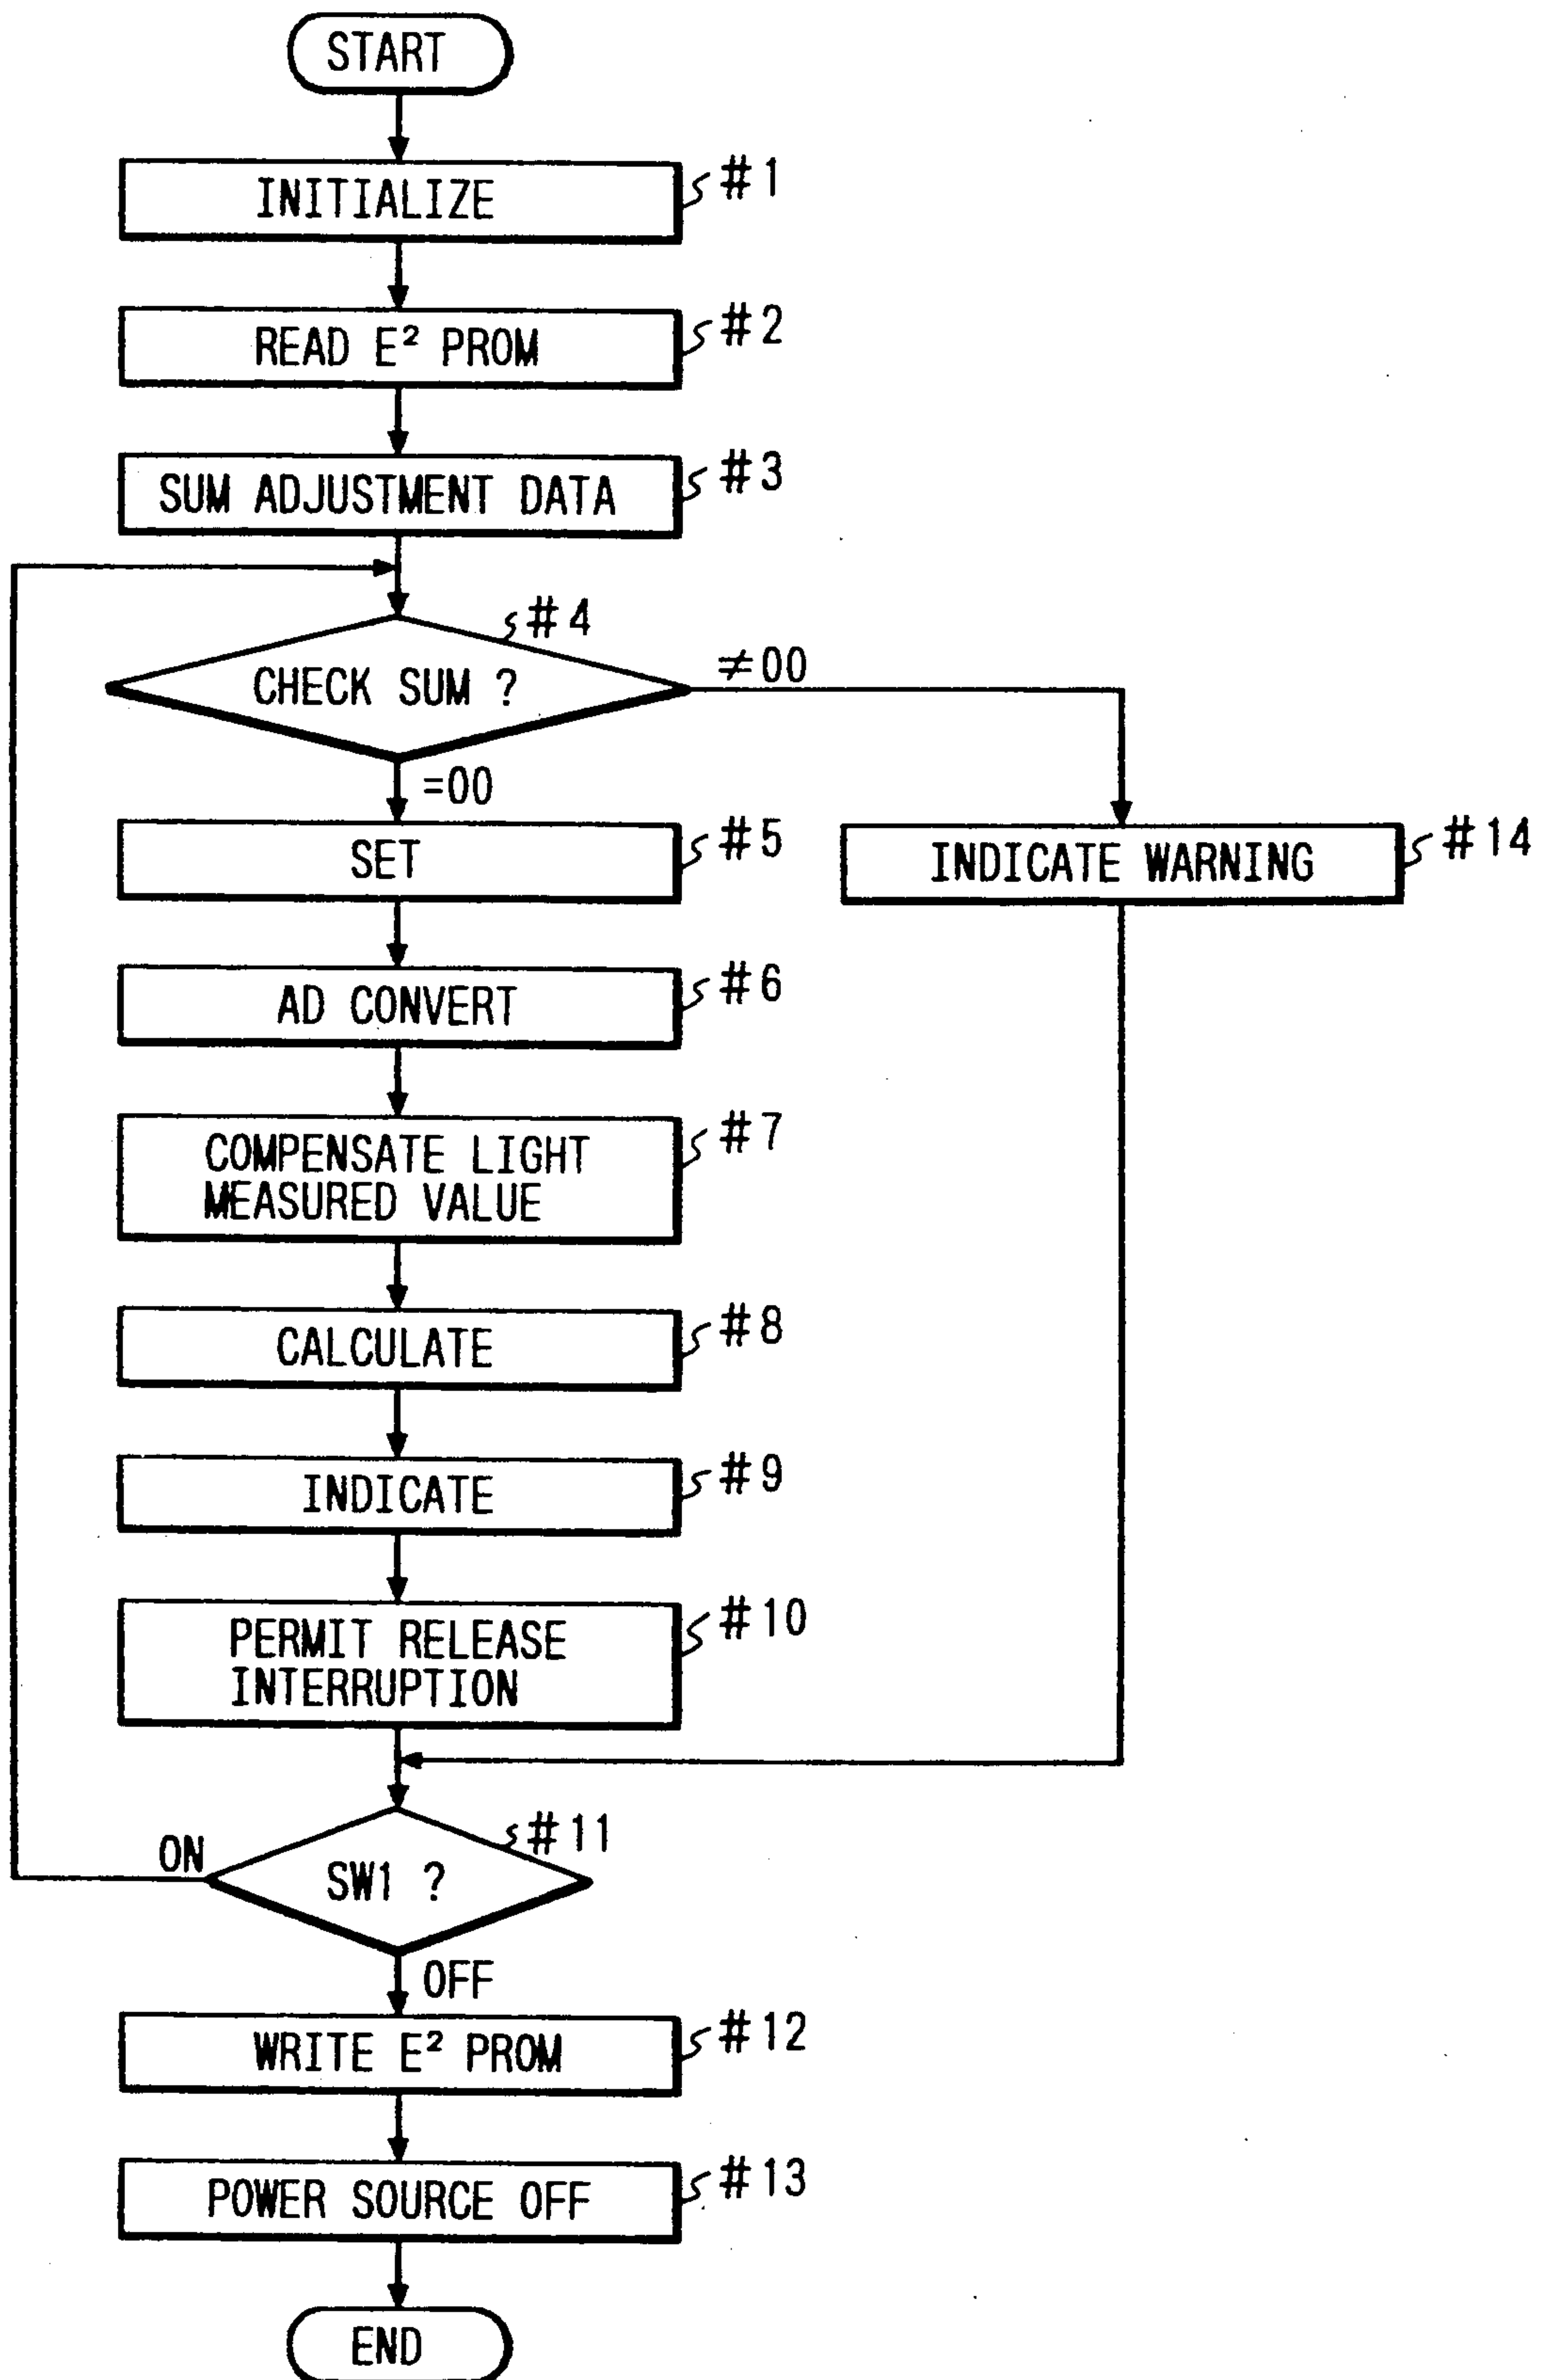 START
INITIALIZE
#1
READ E² PROM
#2
SUM ADJUSTMENT DATA
#3
#4
CHECK SUM ?
≠00
=00
SET
#5
INDICATE WARNING
#14
AD CONVERT
#6
COMPENSATE LIGHT
MEASURED VALUE
#7
CALCULATE
#8
INDICATE
#9
PERMIT RELEASE
INTERRUPTION
#10
#11
ON
SW1 ?
OFF
WRITE E² PROM
#12
POWER SOURCE OFF
#13
END